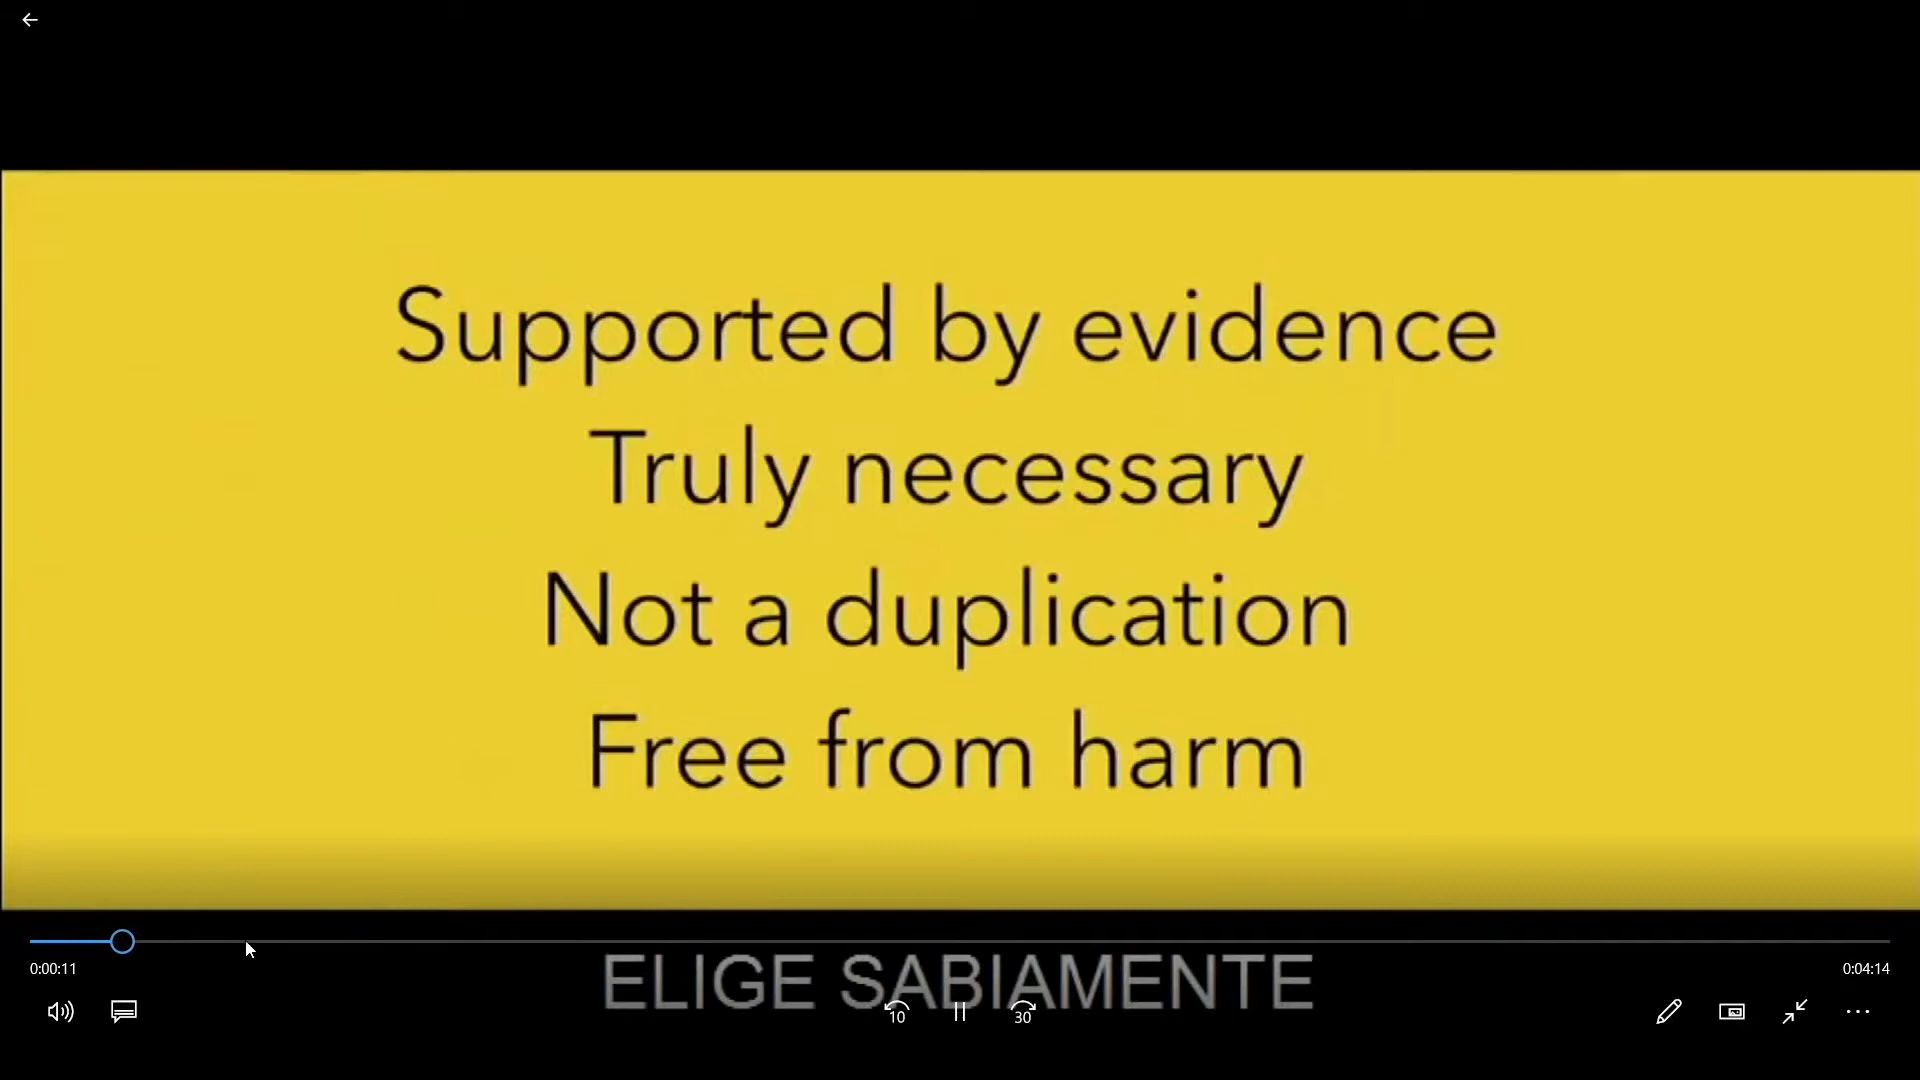 Supported by evidence
Truly necessary
Not a duplication
Free from harm
0:00:11
0:04:14
ELIGE SABIAMENTE
10
30